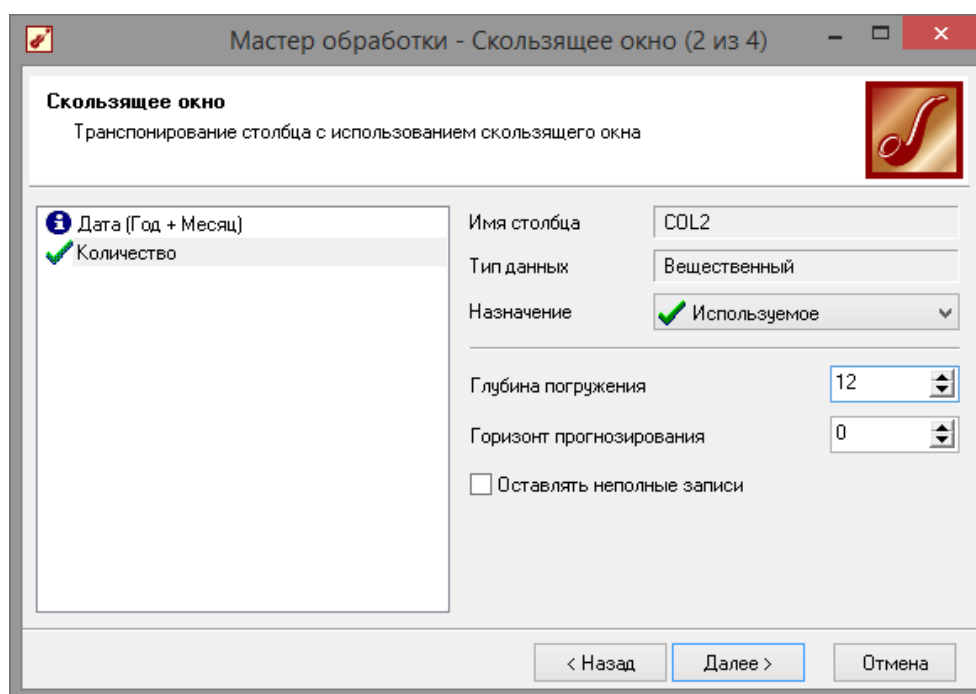 Мастер обработки - Скользящее окно (2 из 4)
Скользящее окно
Транспонирование столбца с использованием скользящего окна
Дата (Год + Месяц)
Количество
Имя столбца COL2
Тип данных Вещественный
Назначение Используемое
Глубина погружения 12
Горизонт прогнозирования 0
Оставлять неполные записи
< Назад Далее > Отмена